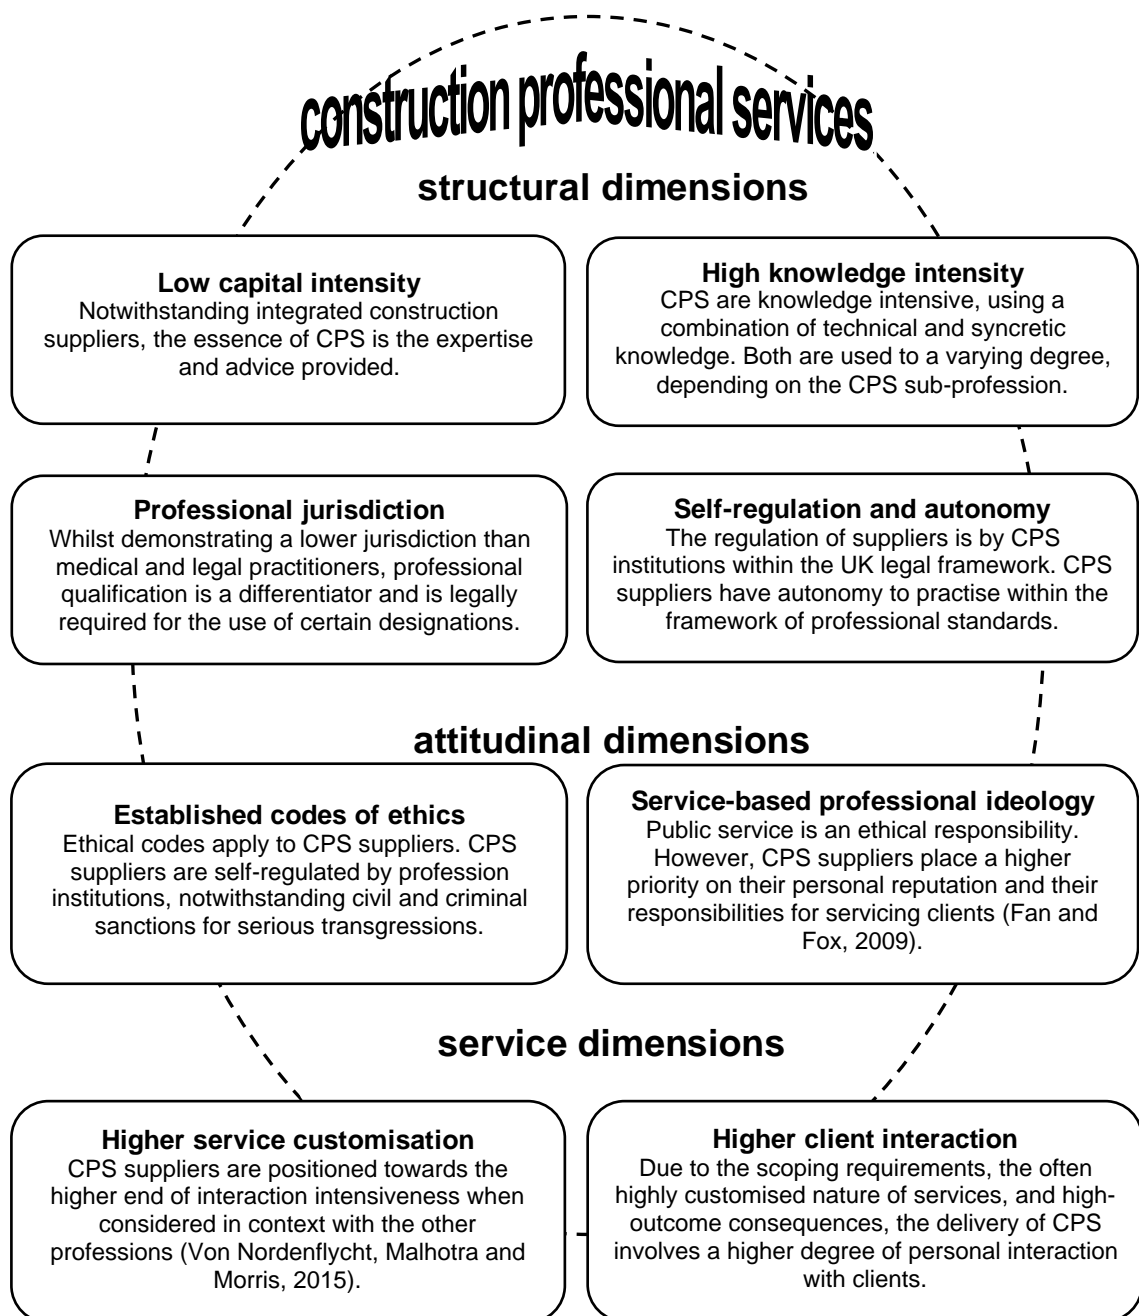 construction professional services
structural dimensions
Low capital intensity
Notwithstanding integrated construction
suppliers, the essence of CPS is the expertise
and advice provided.
High knowledge intensity
CPS are knowledge intensive, using a
combination of technical and syncretic
knowledge. Both are used to a varying degree,
depending on the CPS sub-profession.
Professional jurisdiction
Whilst demonstrating a lower jurisdiction than
medical and legal practitioners, professional
qualification is a differentiator and is legally
required for the use of certain designations.
Self-regulation and autonomy
The regulation of suppliers is by CPS
institutions within the UK legal framework. CPS
suppliers have autonomy to practise within the
framework of professional standards.
attitudinal dimensions
Established codes of ethics
Ethical codes apply to CPS suppliers. CPS
suppliers are self-regulated by profession
institutions, notwithstanding civil and criminal
sanctions for serious transgressions.
Service-based professional ideology
Public service is an ethical responsibility.
However, CPS suppliers place a higher
priority on their personal reputation and their
responsibilities for servicing clients (Fan and
Fox, 2009).
service dimensions
Higher service customisation
CPS suppliers are positioned towards the
higher end of interaction intensiveness when
considered in context with the other
professions (Von Nordenflycht, Malhotra and
Morris, 2015).
Higher client interaction
Due to the scoping requirements, the often
highly customised nature of services, and high-
outcome consequences, the delivery of CPS
involves a higher degree of personal interaction
with clients.